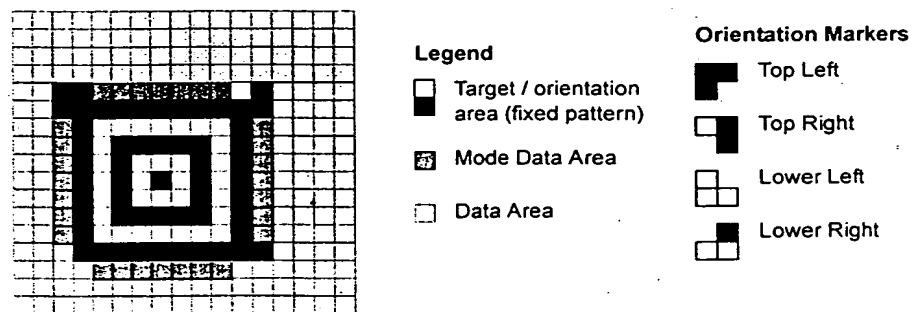 Legend
Target / orientation
area (fixed pattern)
Mode Data Area
Data Area
Orientation Markers
Top Left
Top Right
Lower Left
Lower Right